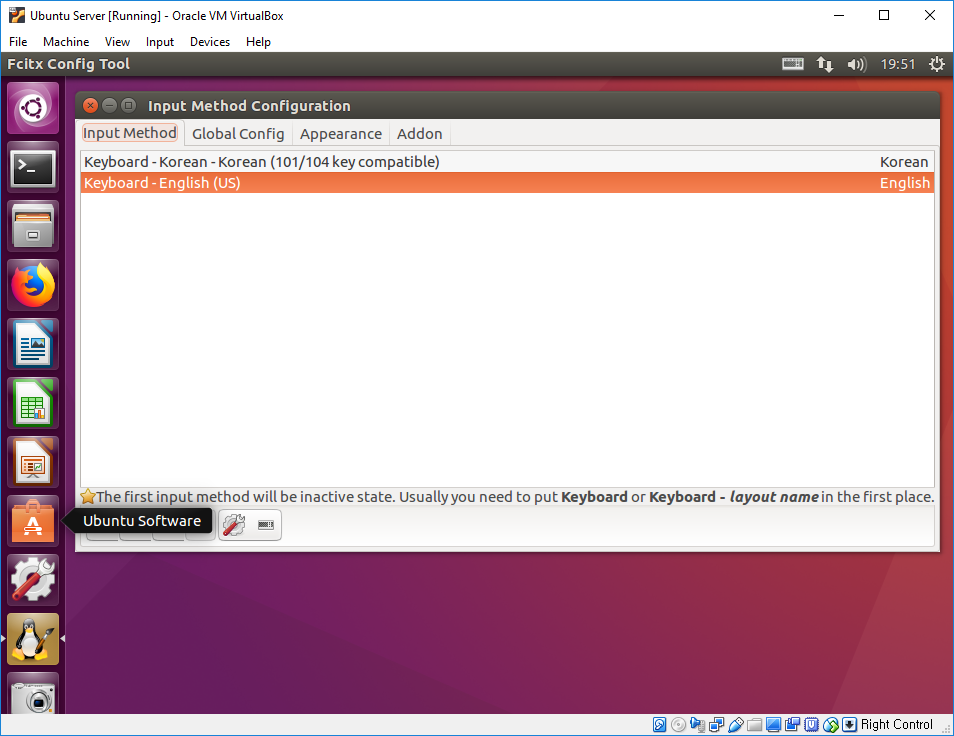 Ubuntu Server [Running] - Oracle VM VirtualBox
File Machine View Input Devices Help
Fcitx Config Tool 19:51
Input Method Configuration
Input Method Global Config Appearance Addon
Keyboard - Korean - Korean (101/104 key compatible) Korean
Keyboard - English (US) English
The first input method will be inactive state. Usually you need to put Keyboard or Keyboard - layout name in the first place.
Ubuntu Software
Right Control